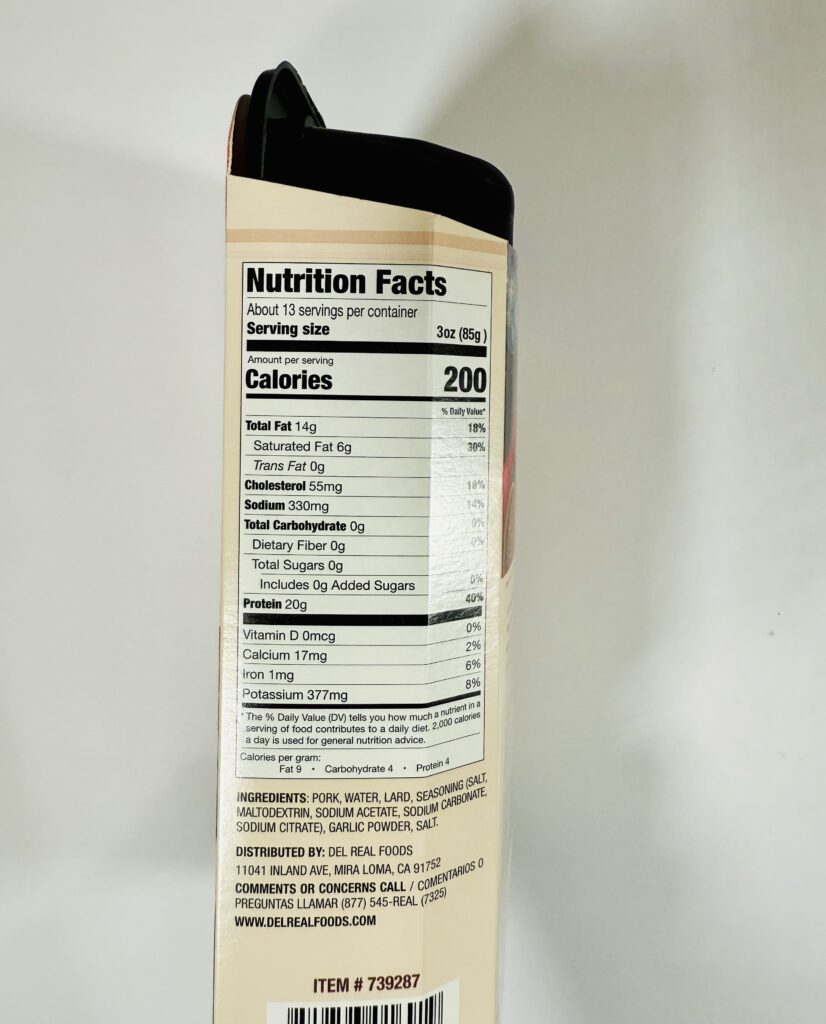 Nutrition Facts
About 13 servings per container
Serving size 3oz (85g )
Amount per serving
Calories 200
% Daily Value*
Total Fat 14g 18%
Saturated Fat 6g 30%
Trans Fat 0g
Cholesterol 55mg 18%
Sodium 330mg 14%
Total Carbohydrate 0g 0%
Dietary Fiber 0g 0%
Total Sugars 0g
Includes 0g Added Sugars 0%
Protein 20g 40%
Vitamin D 0mcg 0%
Calcium 17mg 2%
Iron 1mg 6%
Potassium 377mg 8%
* The % Daily Value (DV) tells you how much a nutrient in a
serving of food contributes to a daily diet. 2,000 calories
a day is used for general nutrition advice.
Calories per gram:
Fat 9 • Carbohydrate 4 • Protein 4
INGREDIENTS: PORK, WATER, LARD, SEASONING (SALT,
MALTODEXTRIN, SODIUM ACETATE, SODIUM CARBONATE,
SODIUM CITRATE), GARLIC POWDER, SALT.
DISTRIBUTED BY: DEL REAL FOODS
11041 INLAND AVE, MIRA LOMA, CA 91752
COMMENTS OR CONCERNS CALL / COMENTARIOS O
PREGUNTAS LLAMAR (877) 545-REAL (7325)
WWW.DELREALFOODS.COM
ITEM # 739287